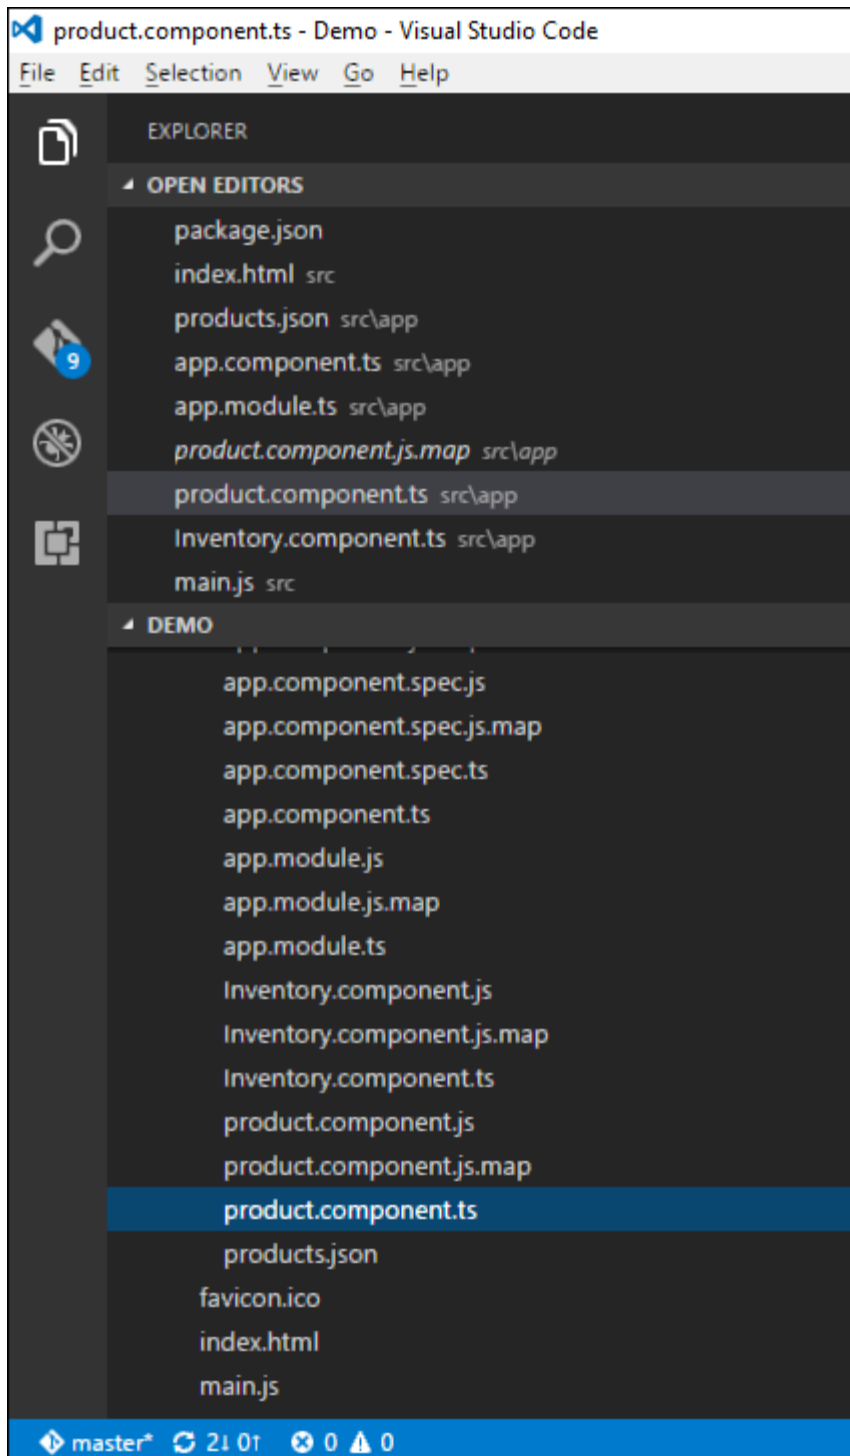 product.component.ts - Demo - Visual Studio Code
File Edit Selection View Go Help
EXPLORER
OPEN EDITORS
package.json
index.html src
products.json src\app
app.component.ts src\app
9
app.module.ts src\app
product.component.js.map src\app
product.component.ts src\app
Inventory.component.ts src\app
main.js src
DEMO
app.component.spec.js
app.component.spec.js.map
app.component.spec.ts
app.component.ts
app.module.js
app.module.js.map
app.module.ts
Inventory.component.js
Inventory.component.js.map
Inventory.component.ts
product.component.js
product.component.js.map
product.component.ts
products.json
favicon.ico
index.html
main.js
master* 2↓ 0↑ 0 0